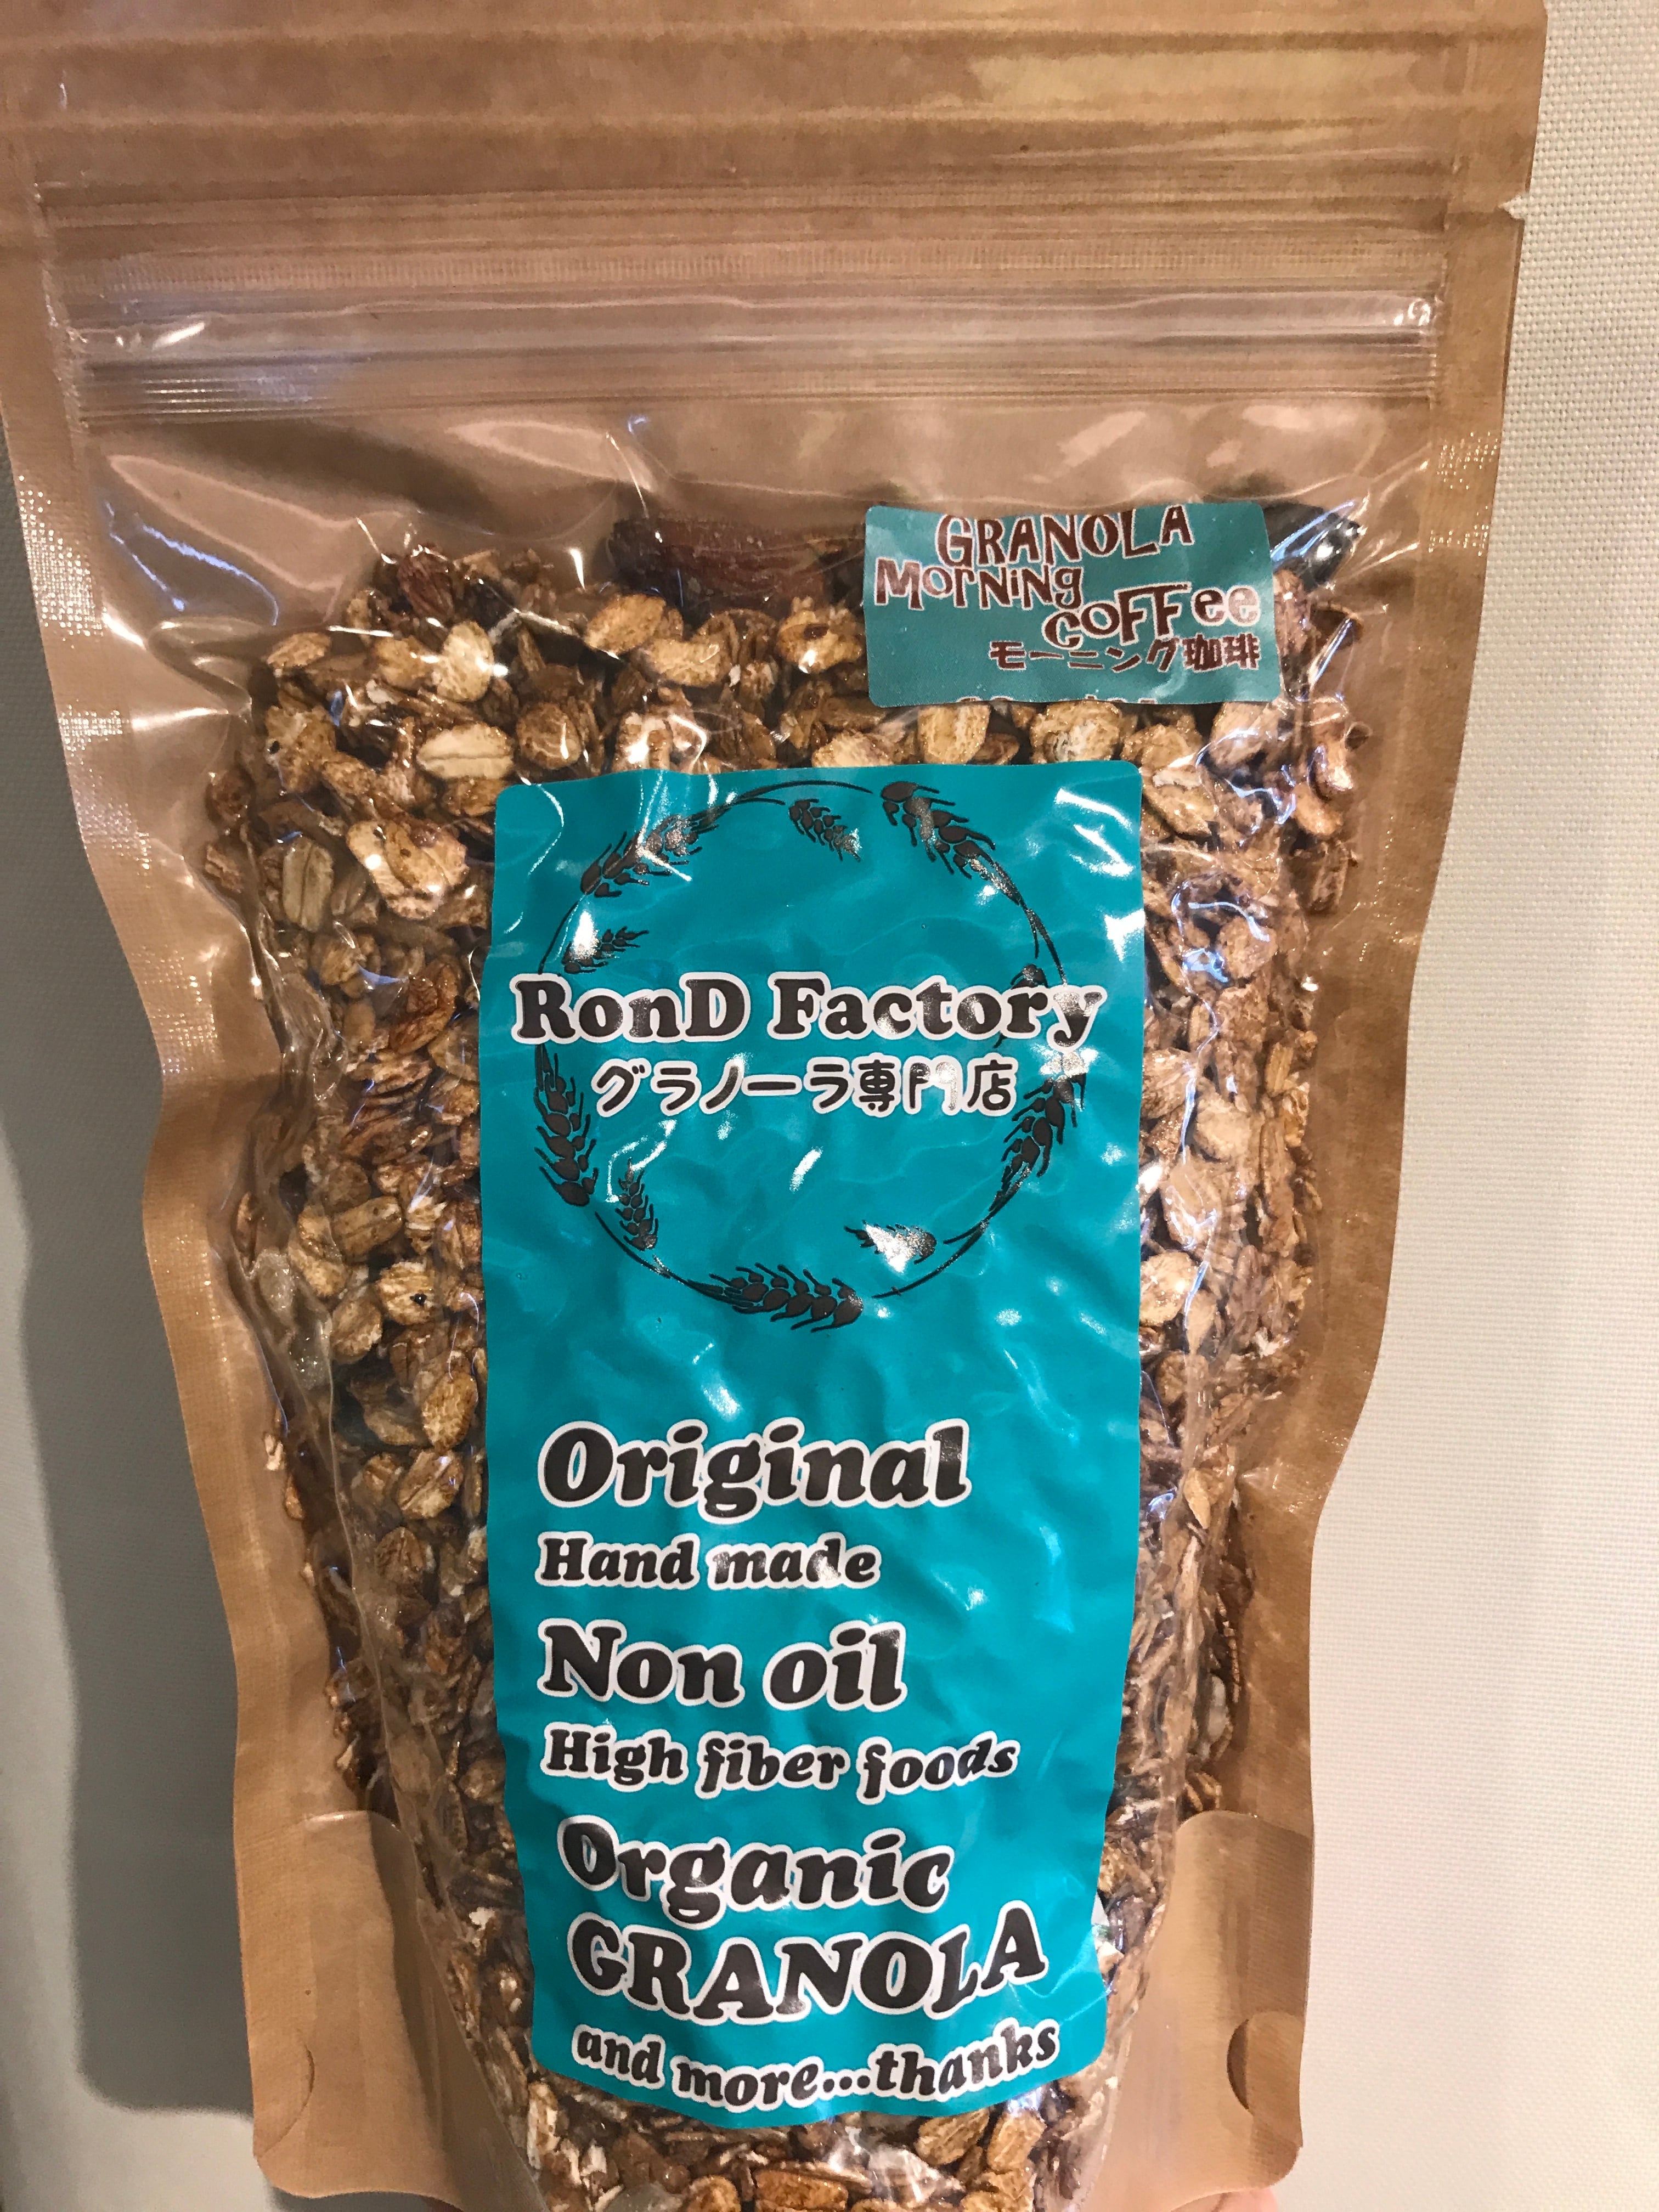 GRANOLA
MorNiNg
COFFee
モーニング珈琲
RonD Factory
グラノーラ専門店
Original
Hand made
Non oil
High fiber foods
Organic
GRANOLA
and more...thanks